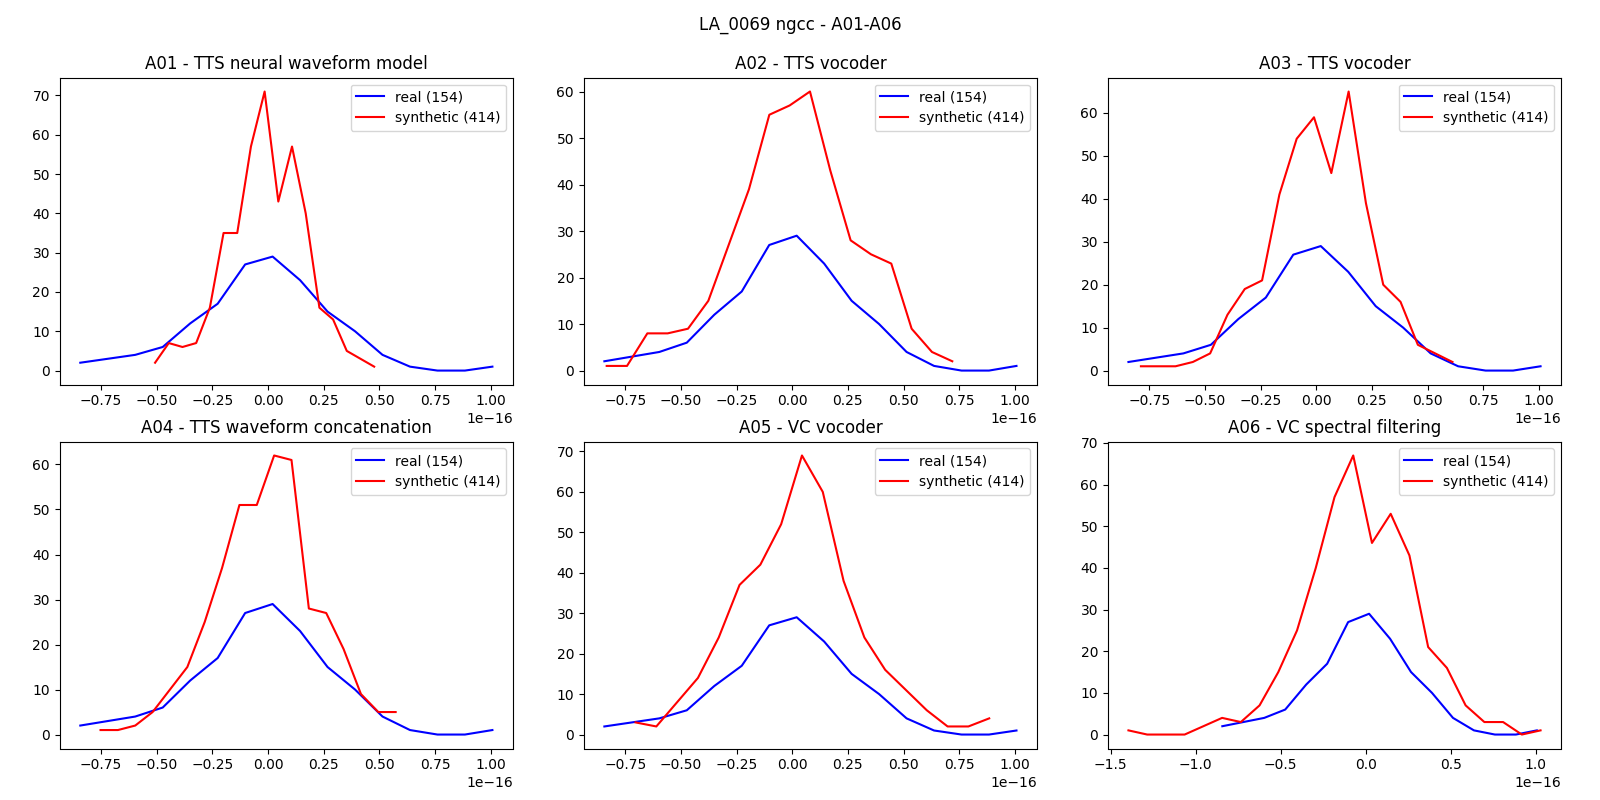 LA_0069 ngcc - A01-A06
A01 - TTS neural waveform model
real (154)
synthetic (414)
70
60
50
40
30
20
10
0
−0.75 −0.50 −0.25 0.00 0.25 0.50 0.75 1.00
1e−16
A02 - TTS vocoder
real (154)
synthetic (414)
60
50
40
30
20
10
0
−0.75 −0.50 −0.25 0.00 0.25 0.50 0.75 1.00
1e−16
A03 - TTS vocoder
real (154)
synthetic (414)
60
50
40
30
20
10
0
−0.75 −0.50 −0.25 0.00 0.25 0.50 0.75 1.00
1e−16
A04 - TTS waveform concatenation
real (154)
synthetic (414)
60
50
40
30
20
10
0
−0.75 −0.50 −0.25 0.00 0.25 0.50 0.75 1.00
1e−16
A05 - VC vocoder
real (154)
synthetic (414)
70
60
50
40
30
20
10
0
−0.75 −0.50 −0.25 0.00 0.25 0.50 0.75 1.00
1e−16
A06 - VC spectral filtering
real (154)
synthetic (414)
70
60
50
40
30
20
10
0
−1.5 −1.0 −0.5 0.0 0.5 1.0
1e−16